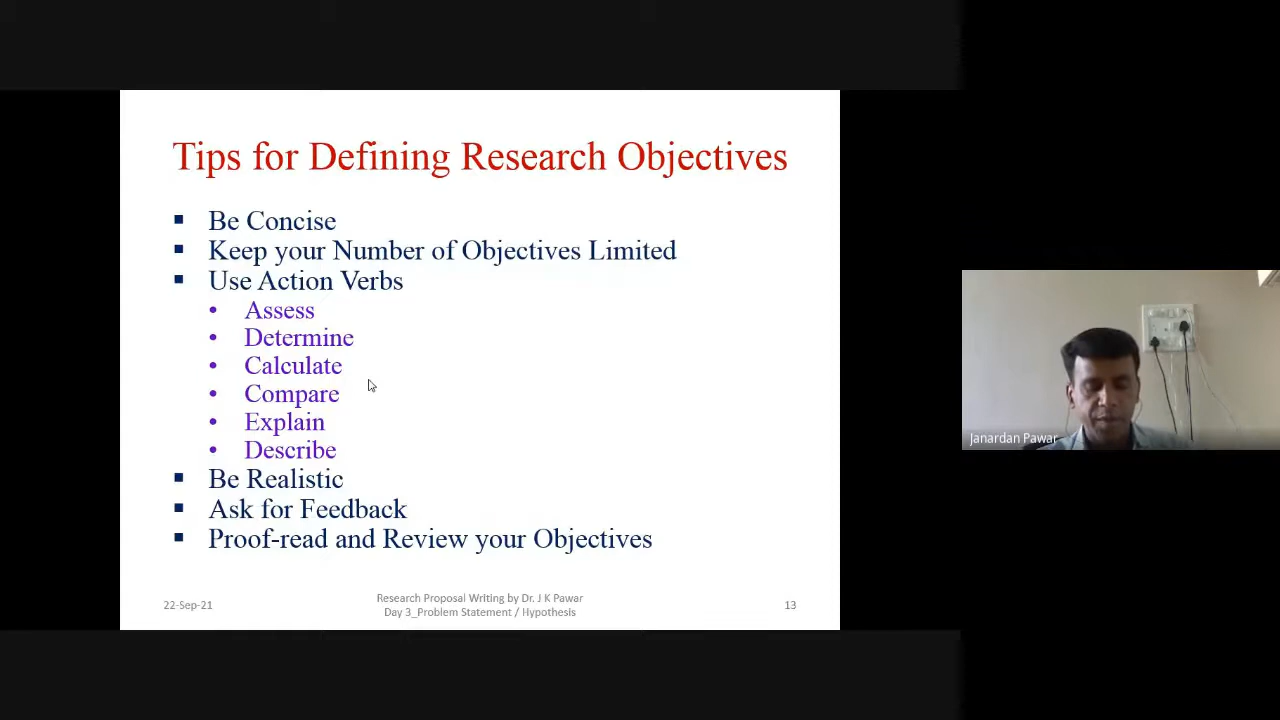 Tips for Defining Research Objectives
▪ Be Concise
▪ Keep your Number of Objectives Limited
▪ Use Action Verbs
• Assess
• Determine
• Calculate
• Compare
• Explain
• Describe
▪ Be Realistic
▪ Ask for Feedback
▪ Proof-read and Review your Objectives
22-Sep-21
Research Proposal Writing by Dr. J K Pawar
Day 3_Problem Statement / Hypothesis
13
Janardan Pawar